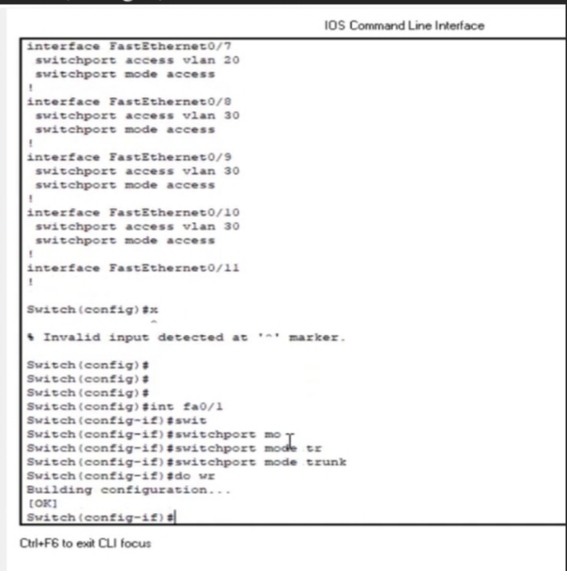 IOS Command Line Interface
interface FastEthernet0/7
switchport access vlan 20
switchport mode access
!
interface FastEthernet0/8
switchport access vlan 30
switchport mode access
!
interface FastEthernet0/9
switchport access vlan 30
switchport mode access
!
interface FastEthernet0/10
switchport access vlan 30
switchport mode access
!
interface FastEthernet0/11
!
Switch(config)#x
^
% Invalid input detected at '^' marker.
Switch(config)#
Switch(config)#
Switch(config)#
Switch(config)#int fa0/1
Switch(config-if)#swit
Switch(config-if)#switchport mo
Switch(config-if)#switchport mode tr
Switch(config-if)#switchport mode trunk
Switch(config-if)#do wr
Building configuration...
[OK]
Switch(config-if)#
Ctrl+F6 to exit CLI focus